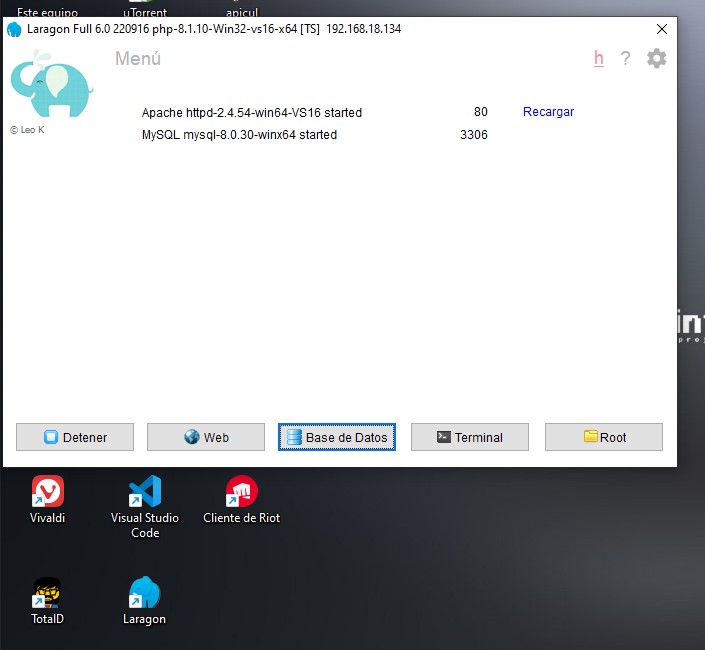 Este equipo
uTorrent
apicul
Laragon Full 6.0 220916 php-8.1.10-Win32-vs16-x64 [TS] 192.168.18.134
Menú
h ?
© Leo K
Apache httpd-2.4.54-win64-VS16 started 80 Recargar
MySQL mysql-8.0.30-winx64 started 3306
Detener
Web
Base de Datos
Terminal
Root
Vivaldi
Visual Studio
Code
Cliente de Riot
TotalD
Laragon